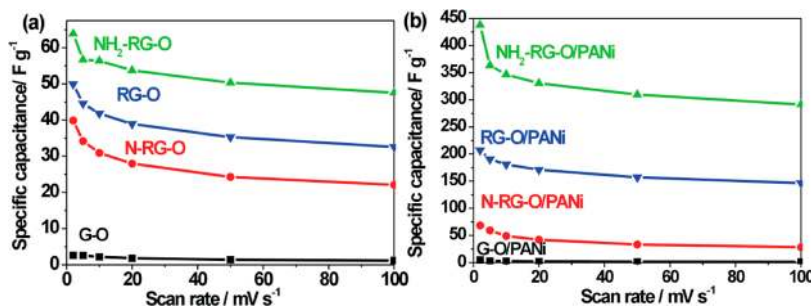 (a)
Specific capacitance/ F g⁻¹
70
60
50
40
30
20
10
0
NH₂-RG-O
RG-O
N-RG-O
G-O
0 20 40 60 80 100
Scan rate / mV s⁻¹
(b)
Specific capacitance/ F g⁻¹
450
400
350
300
250
200
150
100
50
0
NH₂-RG-O/PANi
RG-O/PANi
N-RG-O/PANi
G-O/PANi
0 20 40 60 80 100
Scan rate / mV s⁻¹